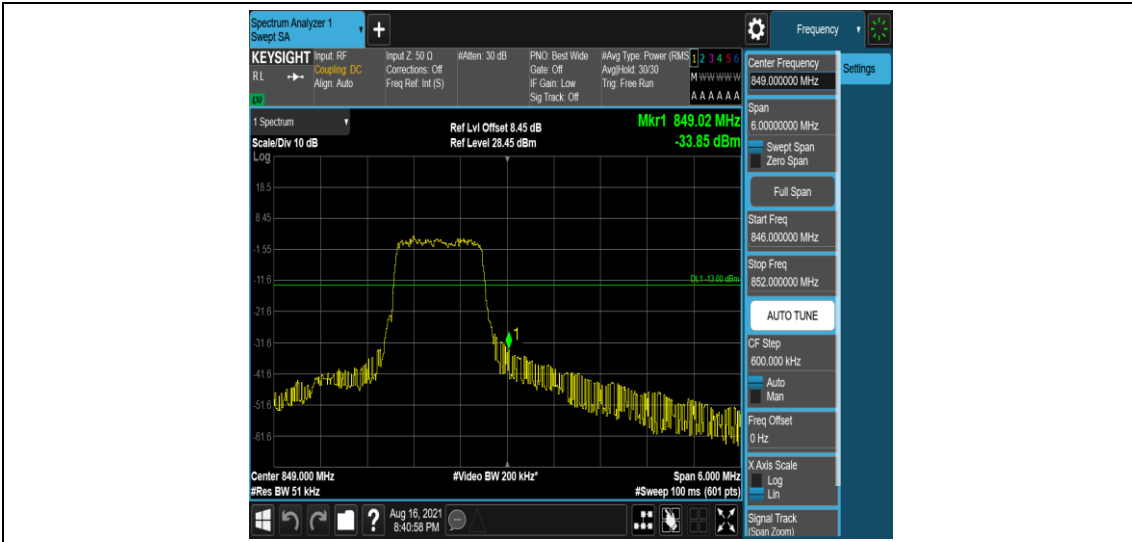 Spectrum Analyzer 1
Swept SA
+
Frequency
KEYSIGHT
RL
LXI
Input: RF
Coupling: DC
Align: Auto
Input Z: 50 Ω
Corrections: Off
Freq Ref: Int (S)
#Atten: 30 dB
PNO: Best Wide
Gate: Off
IF Gain: Low
Sig Track: Off
#Avg Type: Power (RMS
Avg|Hold: 30/30
Trig: Free Run
1 2 3 4 5 6
M W W W W W
A A A A A A
1 Spectrum
Scale/Div 10 dB
Log
Ref Lvl Offset 8.45 dB
Ref Level 28.45 dBm
Mkr1 849.02 MHz
-33.85 dBm
18.5
8.45
-1.55
-11.6
DL1 -13.00 dBm
-21.6
-31.6
1
-41.6
-51.6
-61.6
Center 849.000 MHz
#Res BW 51 kHz
#Video BW 200 kHz*
Span 6.000 MHz
#Sweep 100 ms (601 pts)
?
Aug 16, 2021
8:40:58 PM
Center Frequency
849.000000 MHz
Settings
Span
6.00000000 MHz
Swept Span
Zero Span
Full Span
Start Freq
846.000000 MHz
Stop Freq
852.000000 MHz
AUTO TUNE
CF Step
600.000 kHz
Auto
Man
Freq Offset
0 Hz
X Axis Scale
Log
Lin
Signal Track
(Span Zoom)